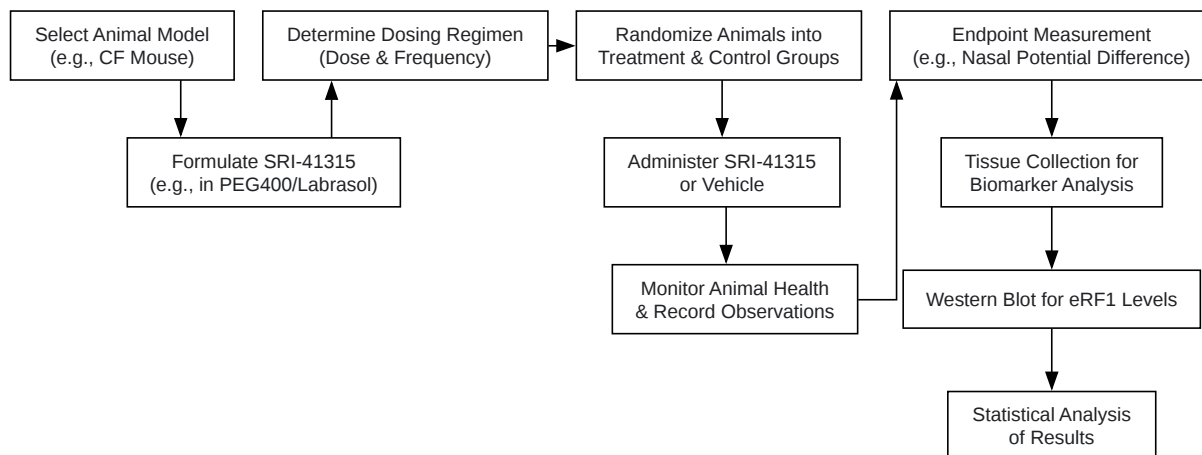 Select Animal Model
(e.g., CF Mouse)
Formulate SRI-41315
(e.g., in PEG400/Labrasol)
Determine Dosing Regimen
(Dose & Frequency)
Randomize Animals into
Treatment & Control Groups
Administer SRI-41315
or Vehicle
Monitor Animal Health
& Record Observations
Endpoint Measurement
(e.g., Nasal Potential Difference)
Tissue Collection for
Biomarker Analysis
Western Blot for eRF1 Levels
Statistical Analysis
of Results